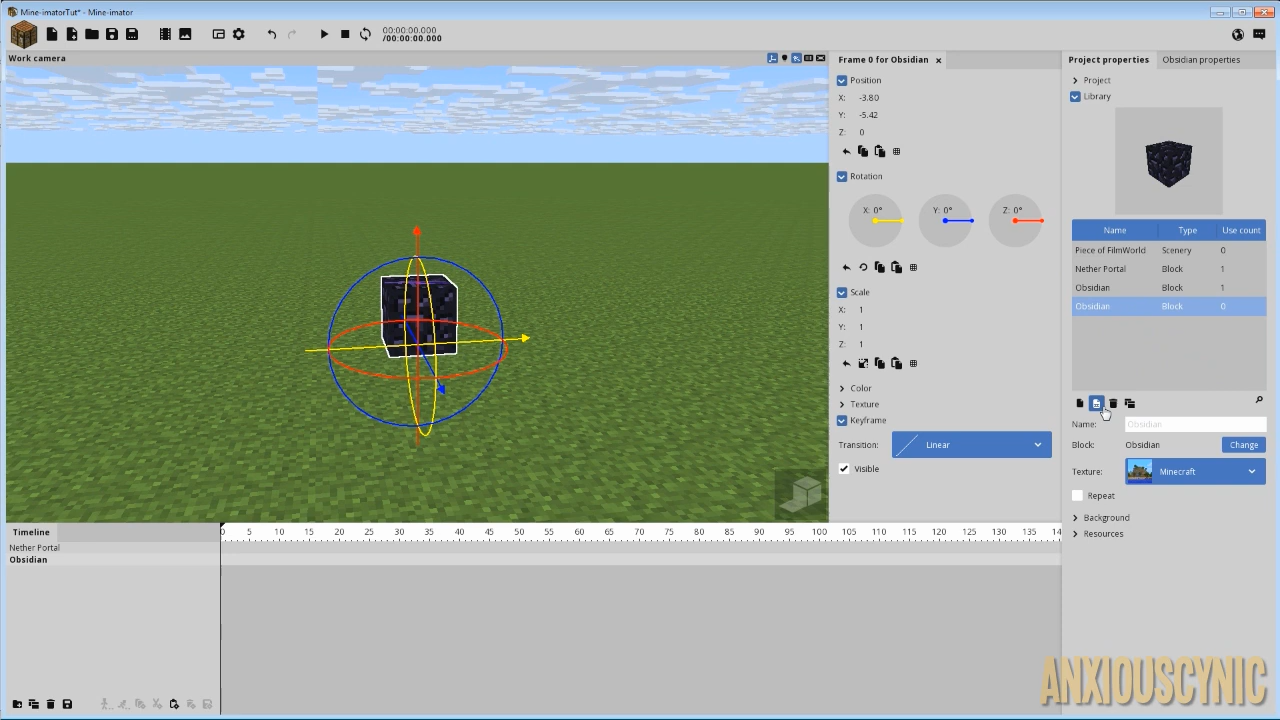 Mine-imatorTut* - Mine-imator
00:00:00.000
/00:00:00.000
Work camera
Frame 0 for Obsidian
Position
X: -3.80
Y: -5.42
Z: 0
Rotation
X: 0° Y: 0° Z: 0°
Scale
X: 1
Y: 1
Z: 1
Color
Texture
Keyframe
Transition: Linear
Visible
Project properties Obsidian properties
Project
Library
Name Type Use count
Piece of FilmWorld Scenery 0
Nether Portal Block 1
Obsidian Block 1
Obsidian Block 0
Name: Obsidian
Block: Obsidian Change
Texture: Minecraft
Repeat
Background
Resources
Timeline
0 5 10 15 20 25 30 35 40 45 50 55 60 65 70 75 80 85 90 95 100 105 110 115 120 125 130 135 14
Nether Portal
Obsidian
ANXIOUSCYNIC